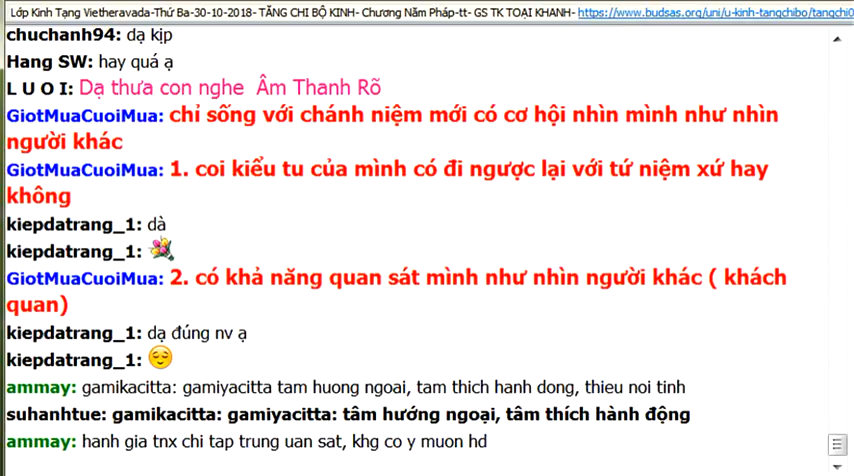 Lớp Kinh Tạng Vietheravada-Thứ Ba-30-10-2018- TĂNG CHI BỘ KINH- Chương Năm Pháp-tt- GS TK TOẠI KHANH- https://www.budsas.org/uni/u-kinh-tangchibo/tangchi0
chuchanh94: dạ kịp
Hang SW: hay quá ạ
L U O I: Dạ thưa con nghe Âm Thanh Rõ
GiotMuaCuoiMua: chỉ sống với chánh niệm mới có cơ hội nhìn mình như nhìn
người khác
GiotMuaCuoiMua: 1. coi kiểu tu của mình có đi ngược lại với tứ niệm xứ hay
không
kiepdatrang_1: dà
kiepdatrang_1:
GiotMuaCuoiMua: 2. có khả năng quan sát mình như nhìn người khác ( khách
quan)
kiepdatrang_1: dạ đúng nv ạ
kiepdatrang_1:
ammay: gamikacitta: gamiyacitta tam huong ngoai, tam thich hanh dong, thieu noi tinh
suhanhtue: gamikacitta: gamiyacitta: tâm hướng ngoại, tâm thích hành động
ammay: hanh gia tnx chi tap trung uan sat, khg co y muon hd